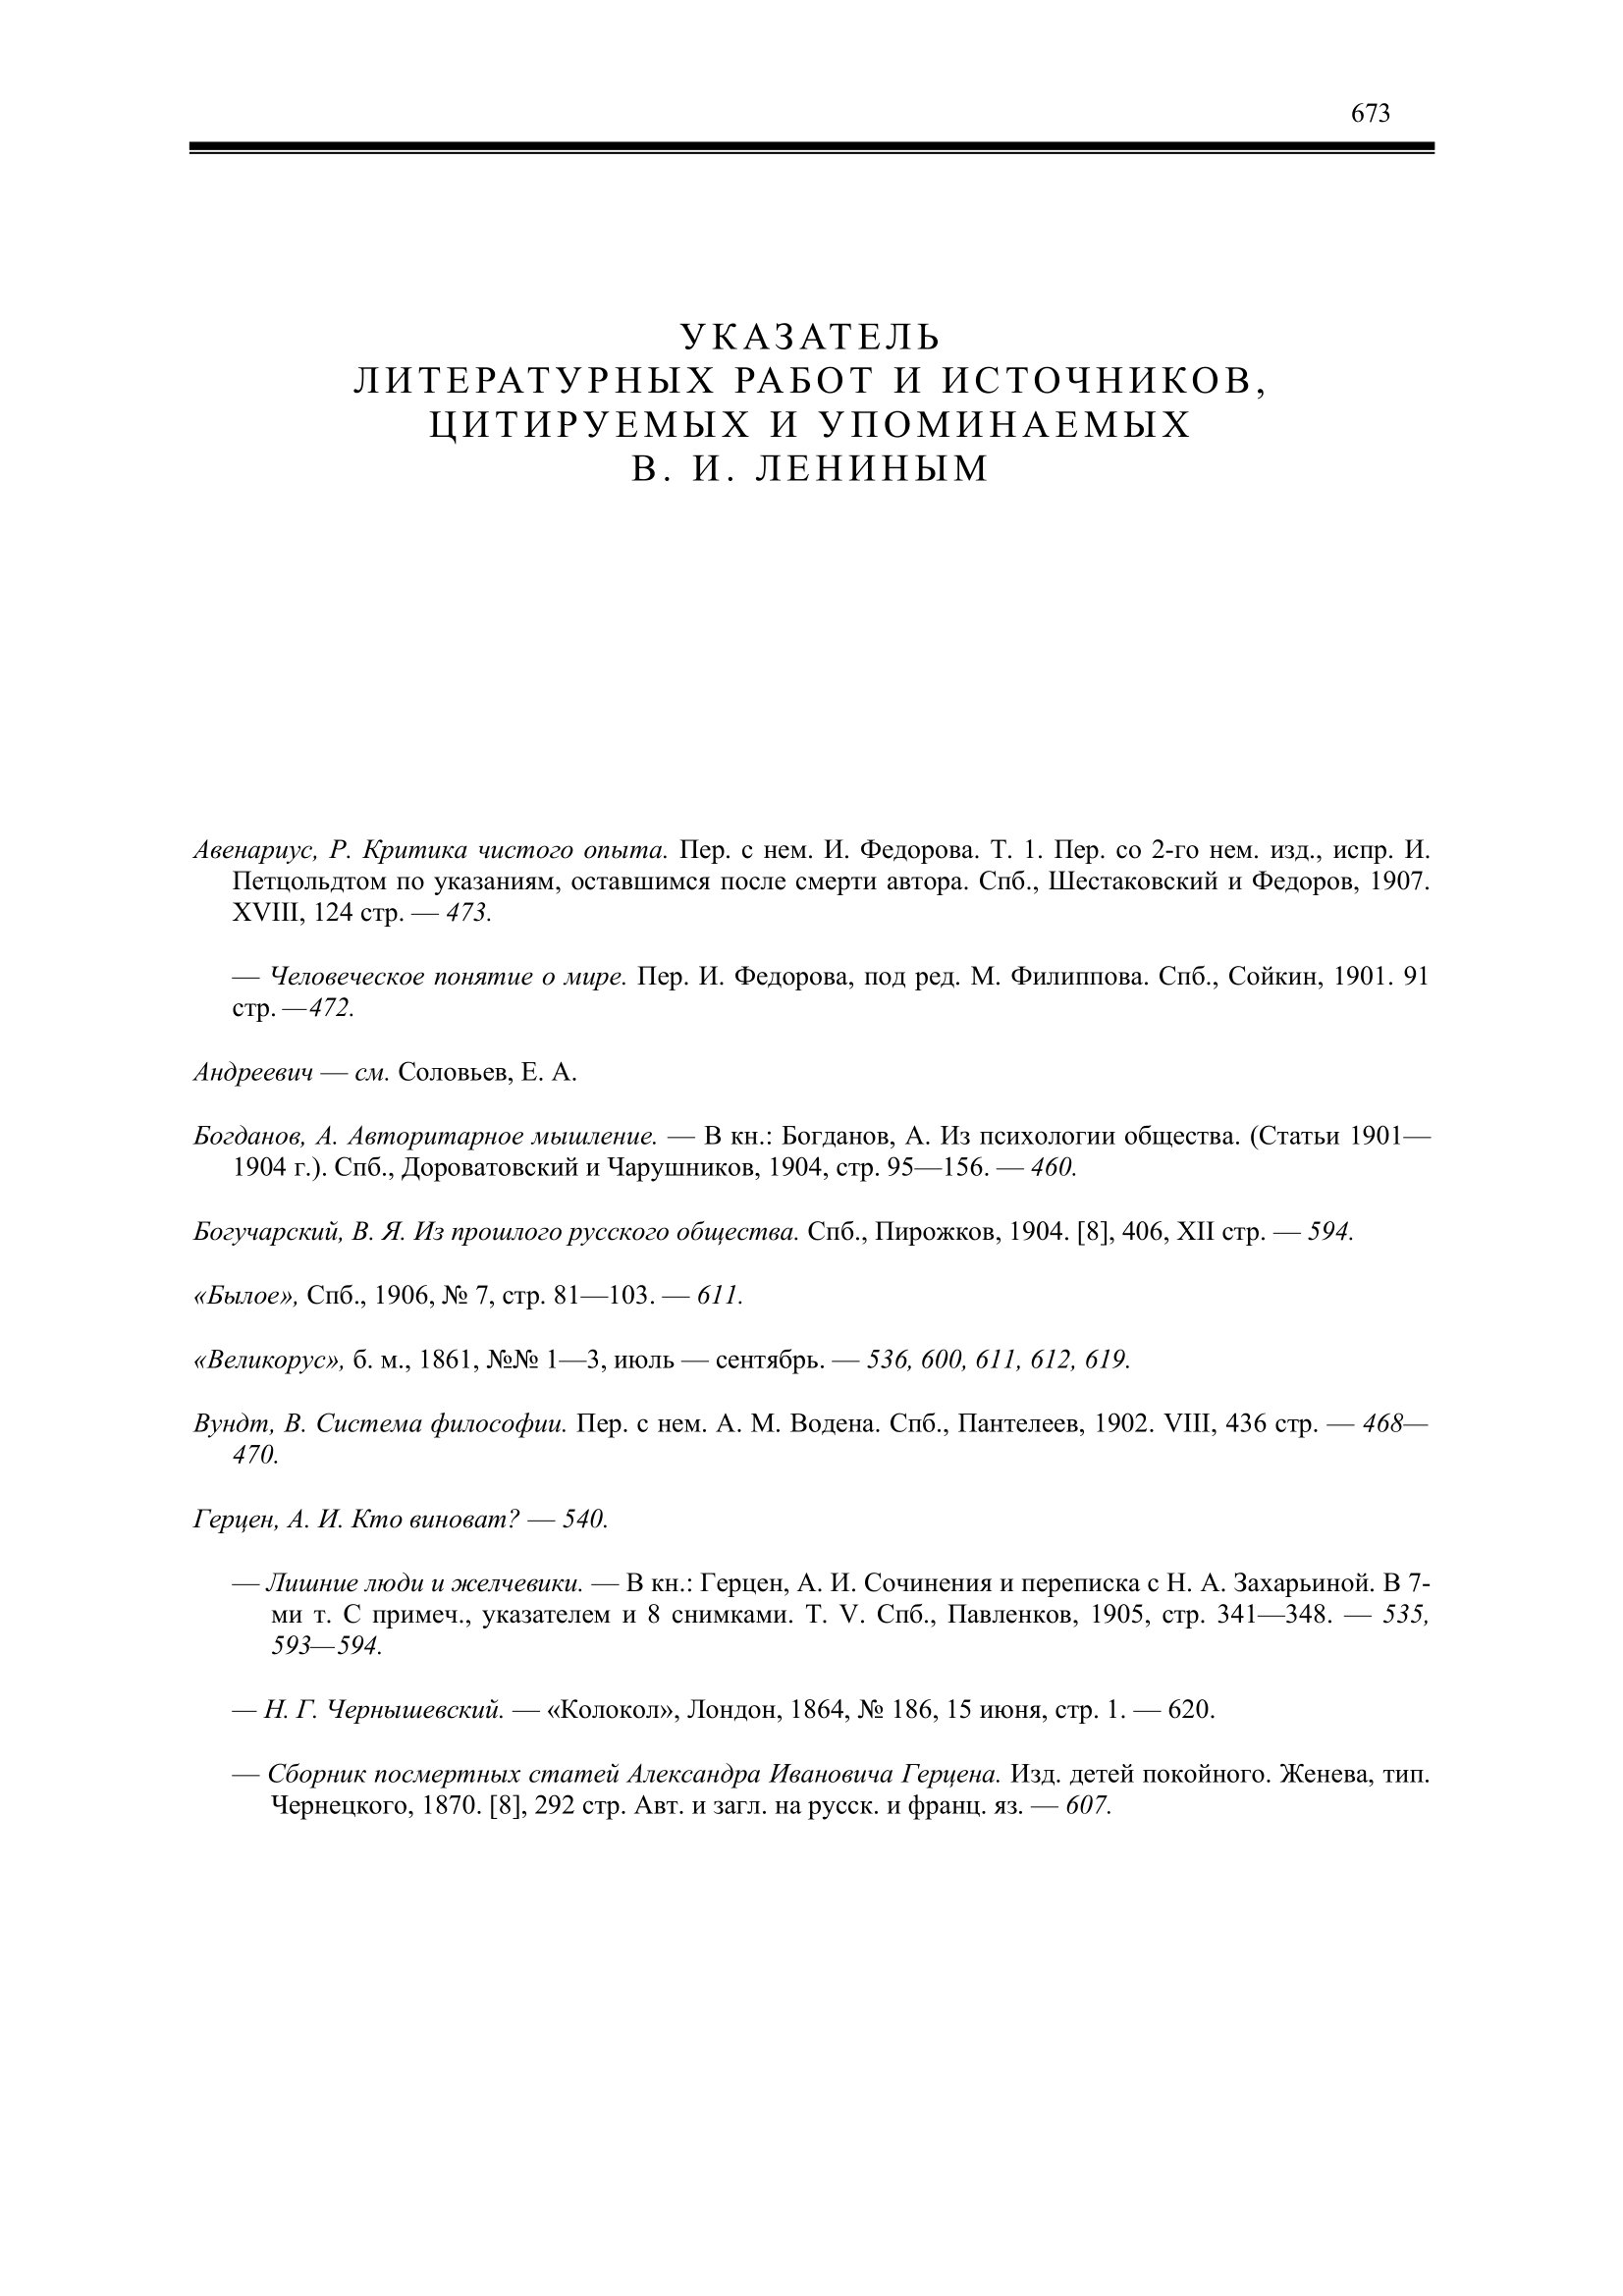 673
УКАЗАТЕЛЬ
ЛИТЕРАТУРНЫХ РАБОТ И ИСТОЧНИКОВ,
ЦИТИРУЕМЫХ И УПОМИНАЕМЫХ
В. И. ЛЕНИНЫМ
Авенариус, Р. Критика чистого опыта. Пер. с нем. И. Федорова. Т. 1. Пер. со 2-го нем. изд., испр. И.
Петцольдтом по указаниям, оставшимся после смерти автора. Спб., Шестаковский и Федоров, 1907.
XVIII, 124 стр. — 473.
— Человеческое понятие о мире. Пер. И. Федорова, под ред. М. Филиппова. Спб., Сойкин, 1901. 91
стр. —472.
Андреевич — см. Соловьев, Е. А.
Богданов, А. Авторитарное мышление. — В кн.: Богданов, А. Из психологии общества. (Статьи 1901—
1904 г.). Спб., Дороватовский и Чарушников, 1904, стр. 95—156. — 460.
Богучарский, В. Я. Из прошлого русского общества. Спб., Пирожков, 1904. [8], 406, XII стр. — 594.
«Былое», Спб., 1906, № 7, стр. 81—103. — 611.
«Великорус», б. м., 1861, №№ 1—3, июль — сентябрь. — 536, 600, 611, 612, 619.
Вундт, В. Система философии. Пер. с нем. А. М. Водена. Спб., Пантелеев, 1902. VIII, 436 стр. — 468—
470.
Герцен, А. И. Кто виноват? — 540.
— Лишние люди и желчевики. — В кн.: Герцен, А. И. Сочинения и переписка с Н. А. Захарьиной. В 7-
ми т. С примеч., указателем и 8 снимками. Т. V. Спб., Павленков, 1905, стр. 341—348. — 535,
593—594.
— Н. Г. Чернышевский. — «Колокол», Лондон, 1864, № 186, 15 июня, стр. 1. — 620.
— Сборник посмертных статей Александра Ивановича Герцена. Изд. детей покойного. Женева, тип.
Чернецкого, 1870. [8], 292 стр. Авт. и загл. на русск. и франц. яз. — 607.